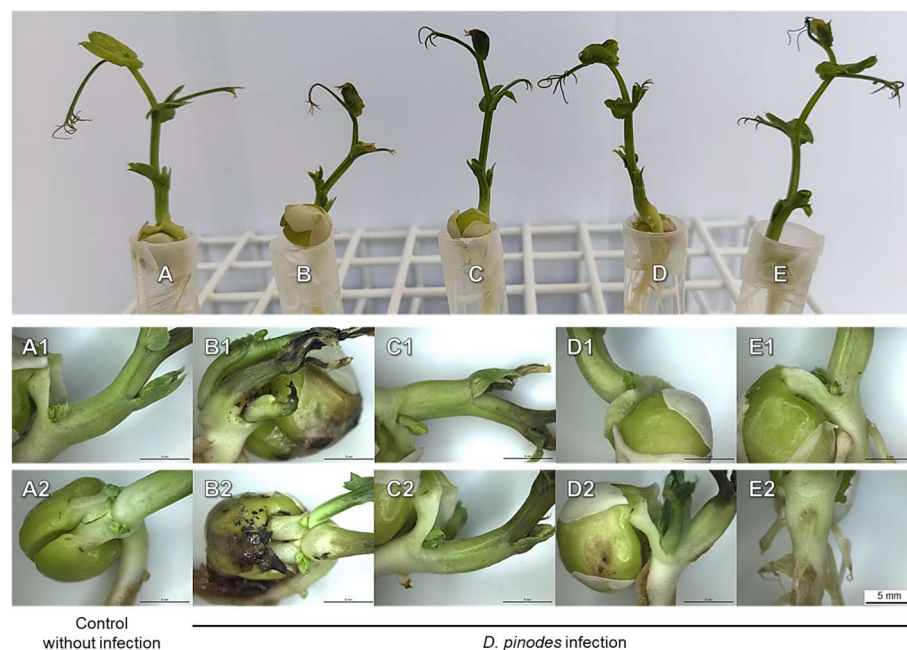 A B C D E
A1 B1 C1 D1 E1
A2 B2 C2 D2 E2
5 mm
Control
without infection
D. pinodes infection